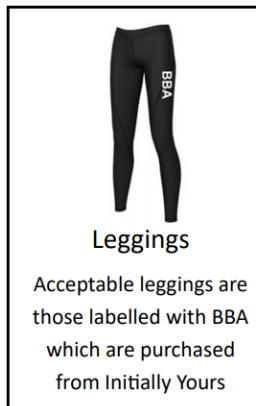 BBA
Leggings
Acceptable leggings are
those labelled with BBA
which are purchased
from Initially Yours